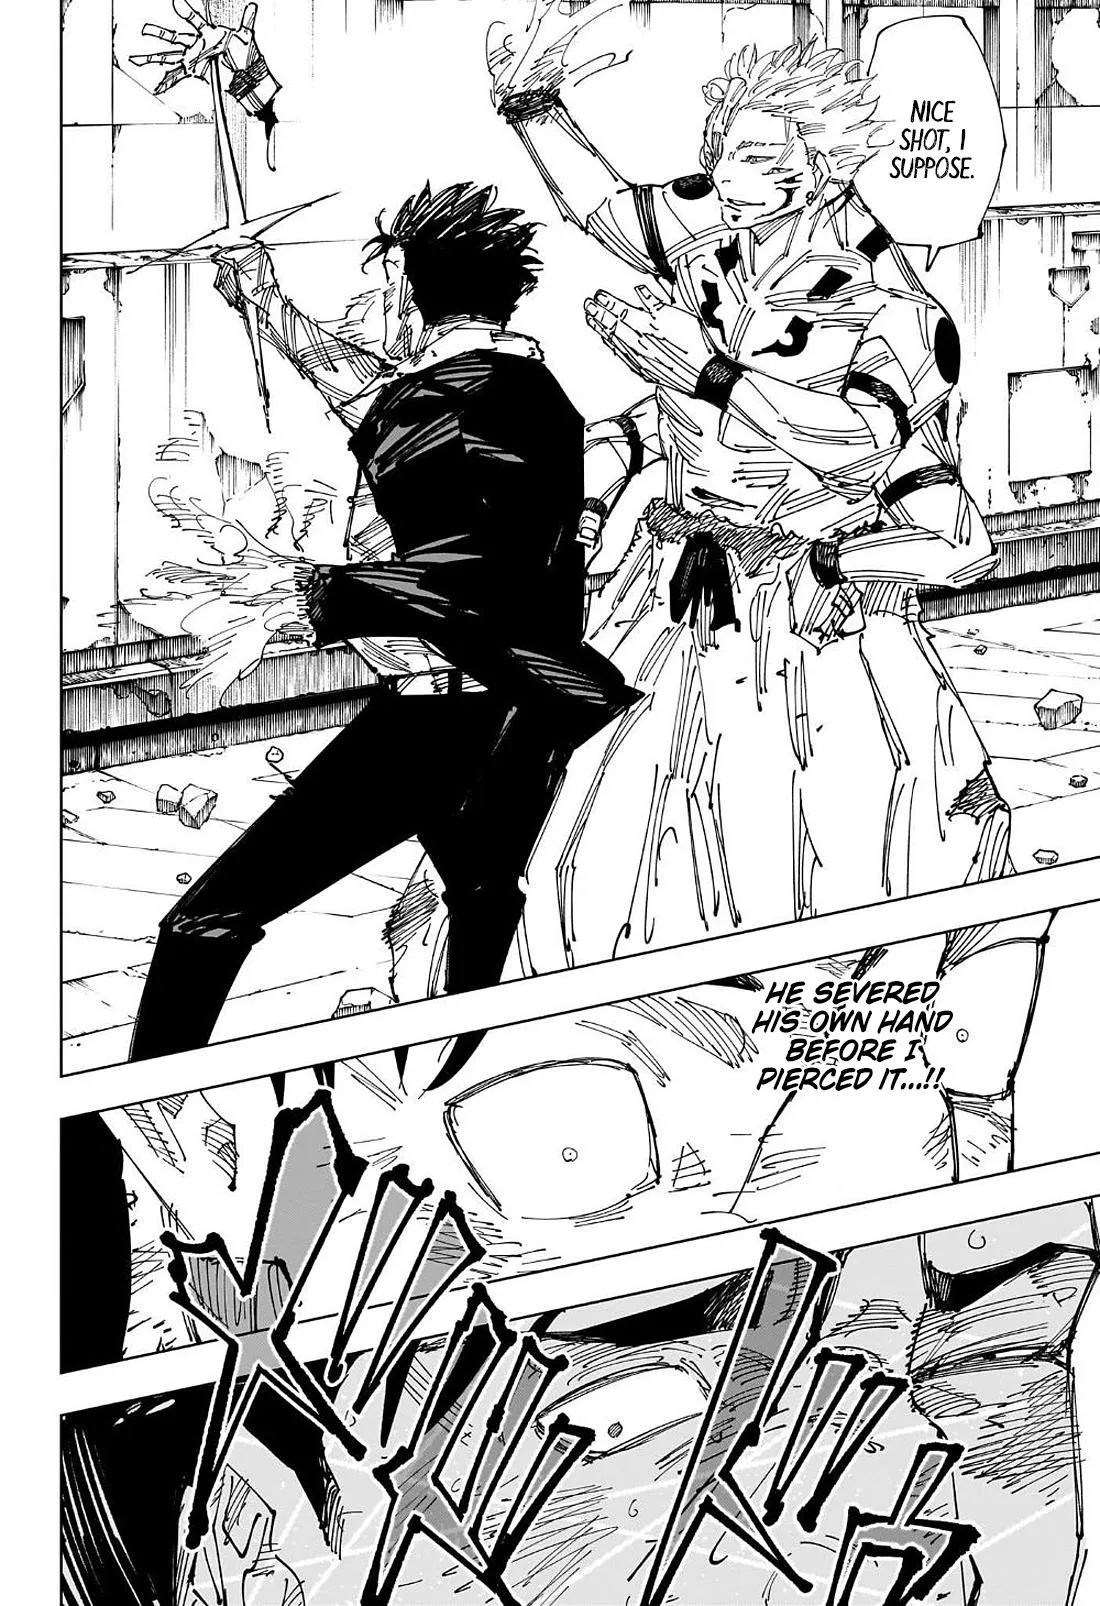 NICE
SHOT, I
SUPPOSE.
HE SEVERED
HIS OWN HAND
BEFORE I
PIERCED IT...!!